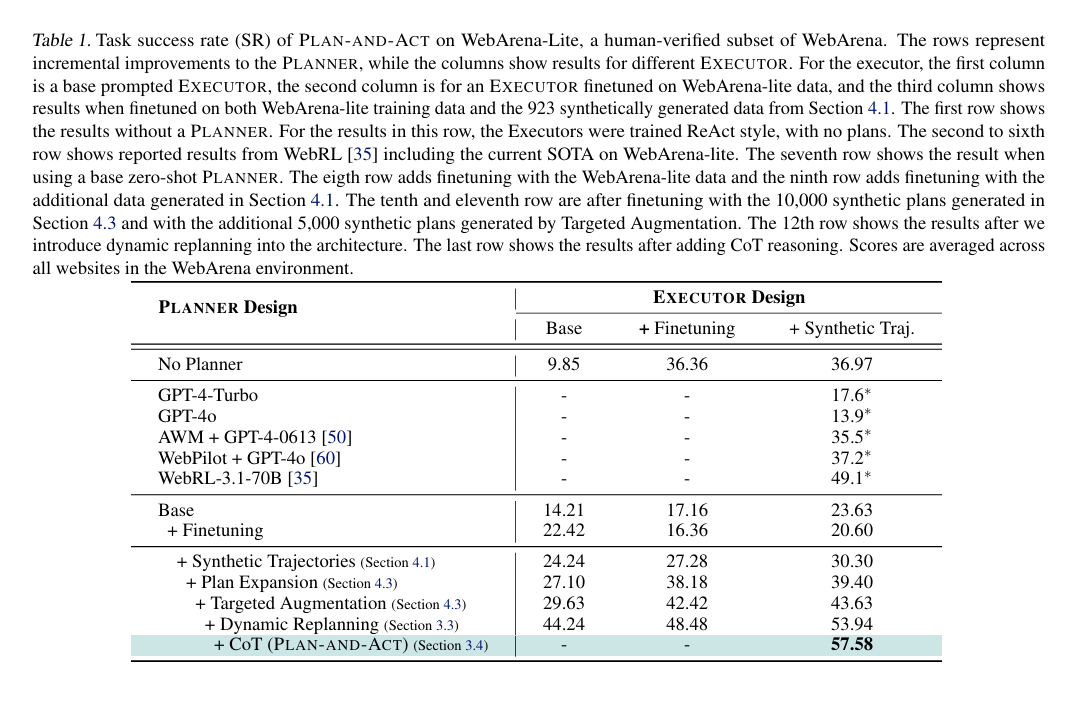 Table 1. Task success rate (SR) of PLAN-AND-ACT on WebArena-Lite, a human-verified subset of WebArena. The rows represent
incremental improvements to the PLANNER, while the columns show results for different EXECUTOR. For the executor, the first column
is a base prompted EXECUTOR, the second column is for an EXECUTOR finetuned on WebArena-lite data, and the third column shows
results when finetuned on both WebArena-lite training data and the 923 synthetically generated data from Section 4.1. The first row shows
the results without a PLANNER. For the results in this row, the Executors were trained ReAct style, with no plans. The second to sixth
row shows reported results from WebRL [35] including the current SOTA on WebArena-lite. The seventh row shows the result when
using a base zero-shot PLANNER. The eigth row adds finetuning with the WebArena-lite data and the ninth row adds finetuning with the
additional data generated in Section 4.1. The tenth and eleventh row are after finetuning with the 10,000 synthetic plans generated in
Section 4.3 and with the additional 5,000 synthetic plans generated by Targeted Augmentation. The 12th row shows the results after we
introduce dynamic replanning into the architecture. The last row shows the results after adding CoT reasoning. Scores are averaged across
all websites in the WebArena environment.
PLANNER Design EXECUTOR Design
Base + Finetuning + Synthetic Traj.
No Planner 9.85 36.36 36.97
GPT-4-Turbo - - 17.6*
GPT-4o - - 13.9*
AWM + GPT-4-0613 [50] - - 35.5*
WebPilot + GPT-4o [60] - - 37.2*
WebRL-3.1-70B [35] - - 49.1*
Base 14.21 17.16 23.63
+ Finetuning 22.42 16.36 20.60
+ Synthetic Trajectories (Section 4.1) 24.24 27.28 30.30
+ Plan Expansion (Section 4.3) 27.10 38.18 39.40
+ Targeted Augmentation (Section 4.3) 29.63 42.42 43.63
+ Dynamic Replanning (Section 3.3) 44.24 48.48 53.94
+ CoT (PLAN-AND-ACT) (Section 3.4) - - 57.58